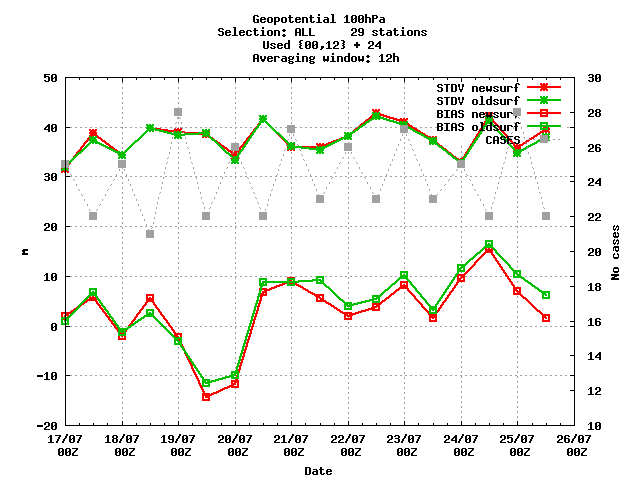 Geopotential 100hPa
Selection: ALL     29 stations
Used {00,12} + 24
Averaging window: 12h
50 30
STDV newsurf
STDV oldsurf
BIAS newsurf
BIAS oldsurf
CASES
28
40
26
30
24
22
20
m
No cases
20
10
18
0
16
14
-10
12
-20 10
17/07 18/07 19/07 20/07 21/07 22/07 23/07 24/07 25/07 26/07
00Z 00Z 00Z 00Z 00Z 00Z 00Z 00Z 00Z 00Z
Date